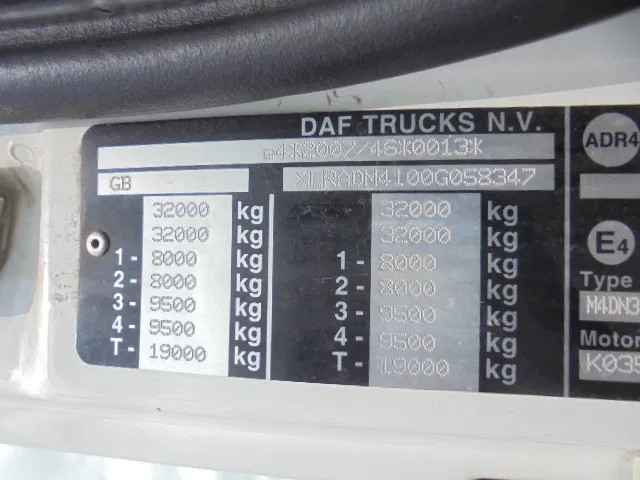 DAF TRUCKS N.V.
e4*2007/46*0013*
GB XLRADN4100G058347
32000 kg 32000 kg
32000 kg 32000 kg
1- 8000 kg 1- 8000 kg
2- 8000 kg 2- 8000 kg
3- 9500 kg 3- 9500 kg
4- 9500 kg 4- 9500 kg
T- 19000 kg T- 19000 kg
ADR4
E4
Type
M4DN3
Motor
K035